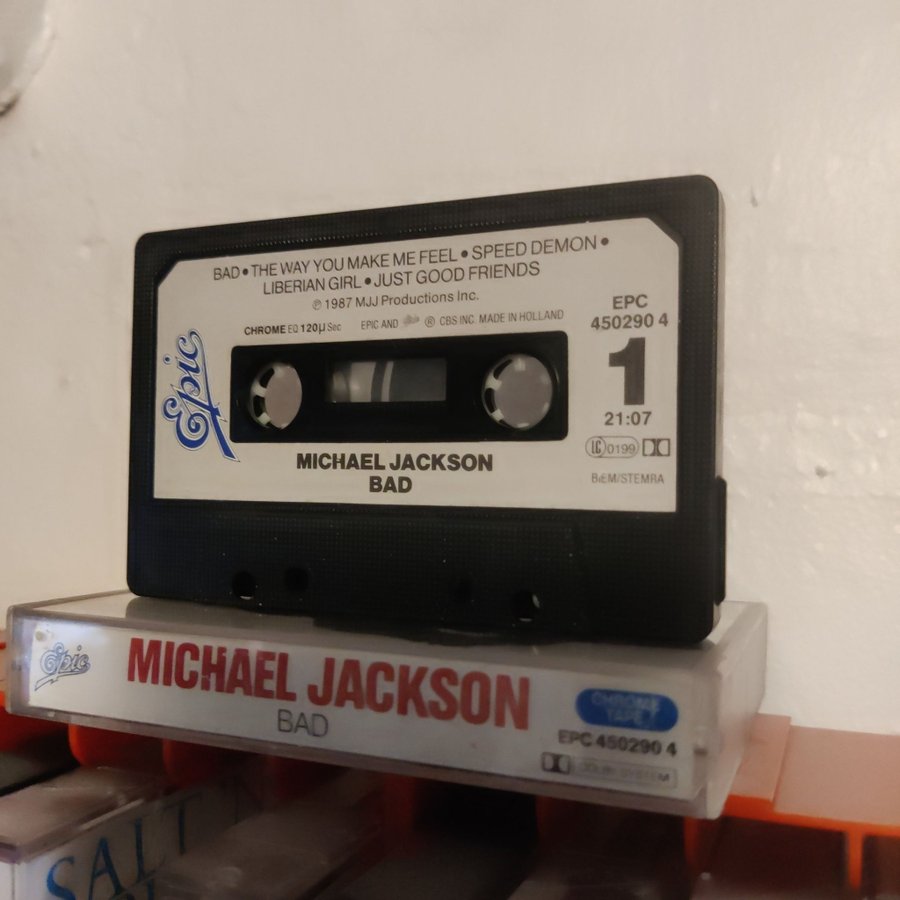 BAD • THE WAY YOU MAKE ME FEEL • SPEED DEMON •
LIBERIAN GIRL • JUST GOOD FRIENDS
℗ 1987 MJJ Productions Inc.
CHROME EQ 120µ Sec
EPIC AND
® CBS INC. MADE IN HOLLAND
EPC
450290 4
1
21:07
LC 0199
BIEM/STEMRA
Epic
MICHAEL JACKSON
BAD
Epic
MICHAEL JACKSON
BAD
CHROME
TAPE
EPC 450290 4
SYSTEM
SALT